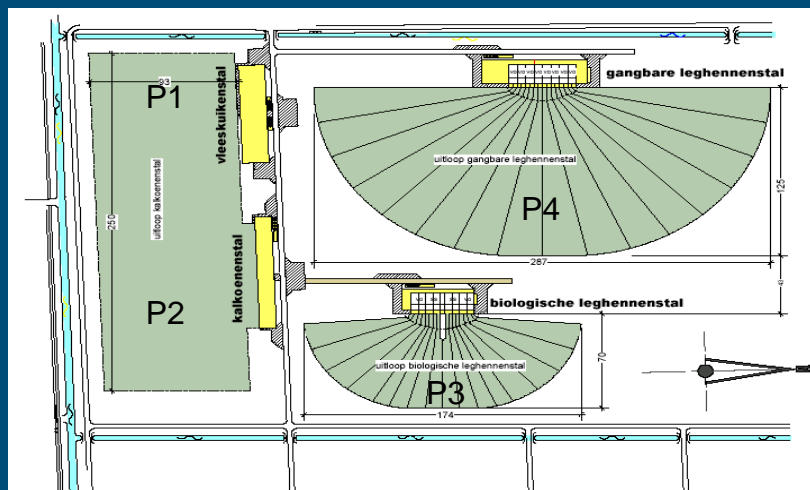 93
P1
vleeskuikenstal
gangbare leghennenstal
uitloop kalkoenenstal
uitloop gangbare leghennenstal
P4
125
250
287
43
P2
kalkoenenstal
biologische leghennenstal
uitloop biologische leghennenstal
P3
70
174